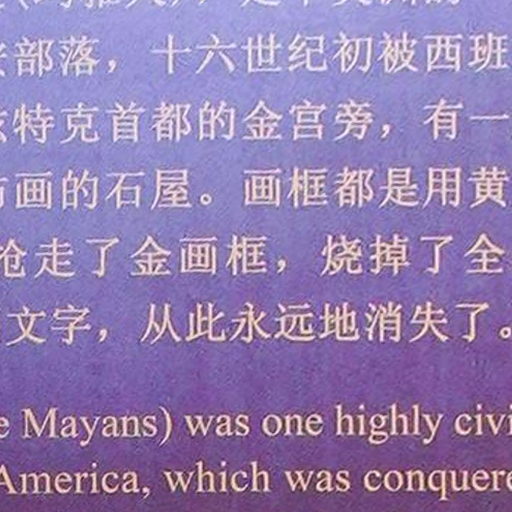 部落，十六世纪初被西班
特克首都的金宫旁，有一
画的石屋。画框都是用黄
抢走了金画框，烧掉了全
文字，从此永远地消失了。
e Mayans) was one highly civi
America, which was conquere